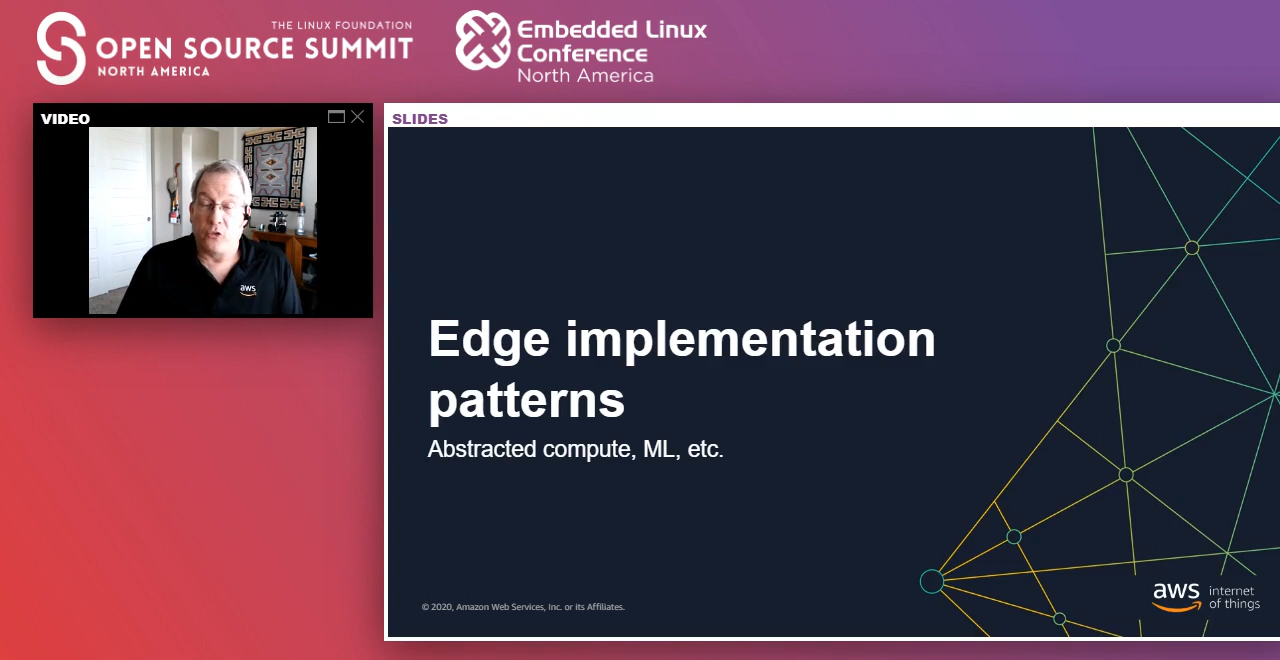 THE LINUX FOUNDATION
OPEN SOURCE SUMMIT
NORTH AMERICA
Embedded Linux
Conference
North America
VIDEO
aws
SLIDES
Edge implementation
patterns
Abstracted compute, ML, etc.
© 2020, Amazon Web Services, Inc. or its Affiliates.
aws internet
of things